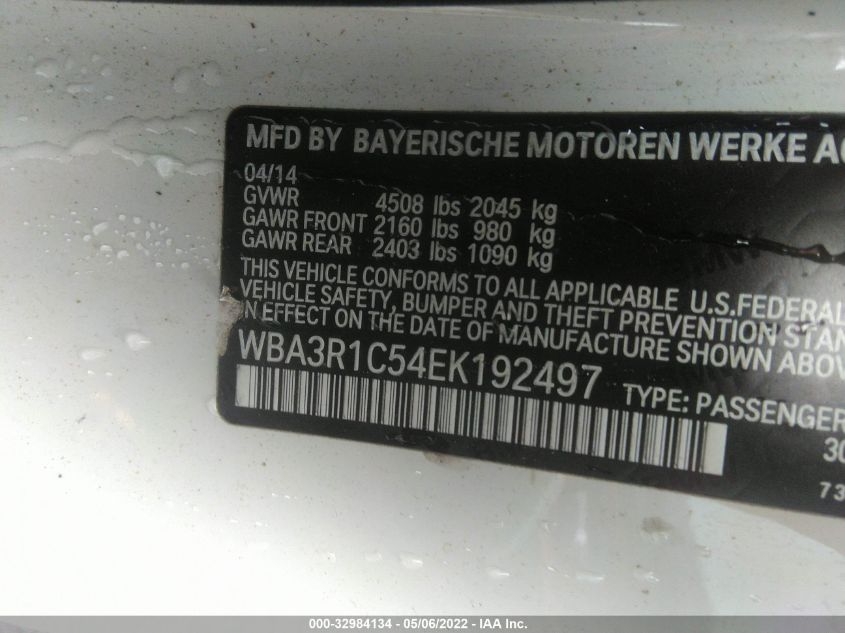 MFD BY BAYERISCHE MOTOREN WERKE AG
04/14
GVWR 4508 lbs 2045 kg
GAWR FRONT 2160 lbs 980 kg
GAWR REAR 2403 lbs 1090 kg
THIS VEHICLE CONFORMS TO ALL APPLICABLE U.S.FEDERAL
VEHICLE SAFETY, BUMPER AND THEFT PREVENTION STAN
IN EFFECT ON THE DATE OF MANUFACTURE SHOWN ABOV
WBA3R1C54EK192497 TYPE: PASSENGER
30
73
000-32984134 - 05/06/2022 - IAA Inc.